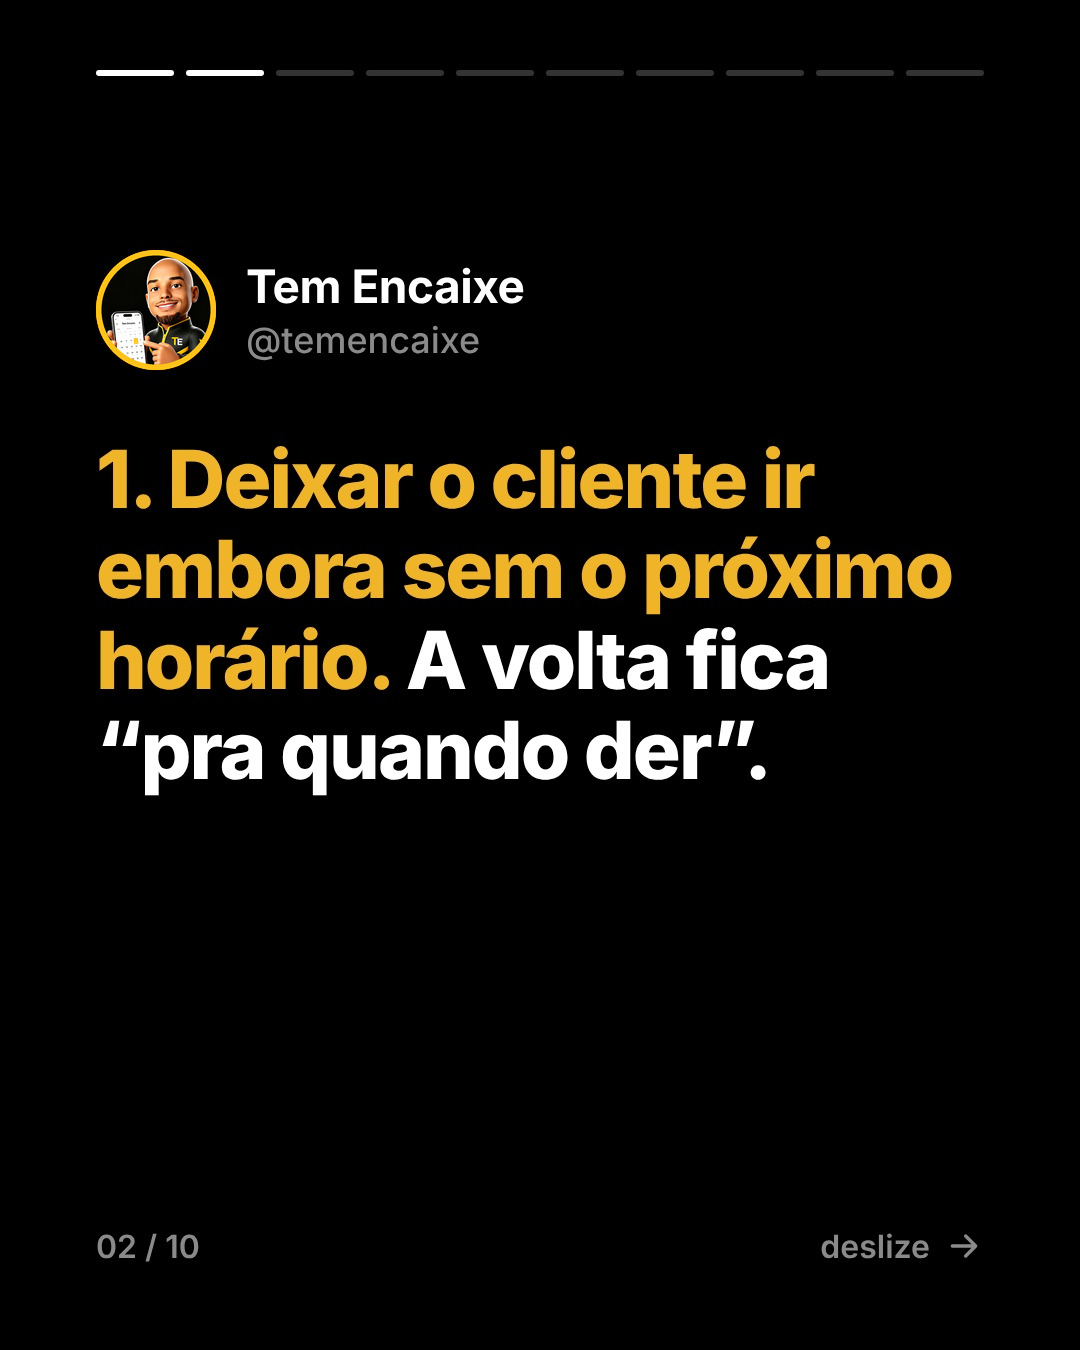 Tem Encaixe
@temencaixe
TE
1. Deixar o cliente ir
embora sem o próximo
horário. A volta fica
“pra quando der”.
02 / 10
deslize →